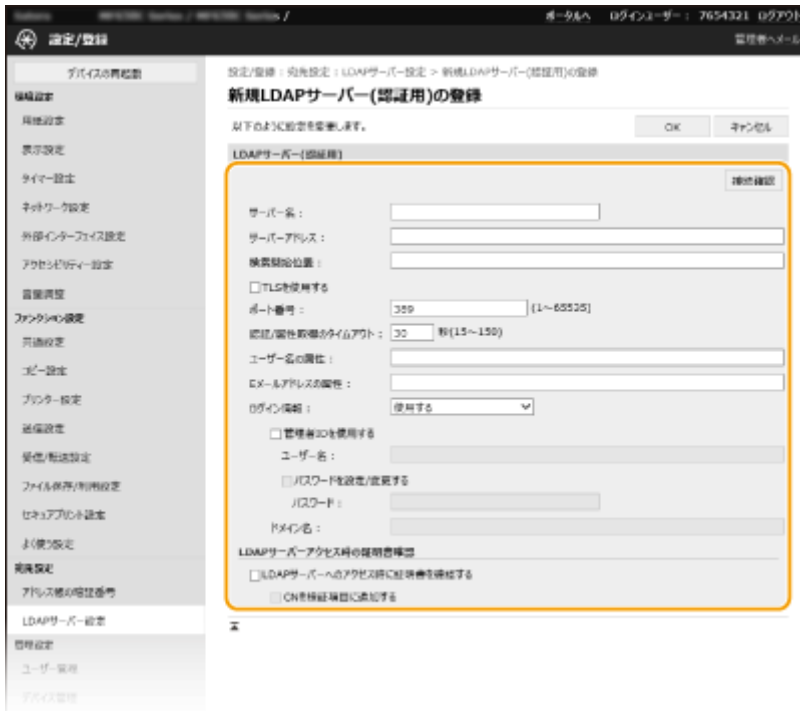 ポータルへ ログインユーザー： 7654321 ログアウト
設定/登録
管理者へメール
デバイスの再起動
環境設定
用紙設定
表示設定
タイマー設定
ネットワーク設定
外部インターフェイス設定
アクセシビリティー設定
音量調整
ファンクション設定
共通設定
コピー設定
プリンター設定
送信設定
受信/転送設定
ファイル保存/利用設定
セキュアプリント設定
よく使う設定
宛先設定
アドレス帳の暗証番号
LDAPサーバー設定
管理設定
ユーザー管理
デバイス管理
設定/登録 : 宛先設定 : LDAPサーバー設定 > 新規LDAPサーバー(認証用)の登録
新規LDAPサーバー(認証用)の登録
以下のように設定を変更します。
OK キャンセル
LDAPサーバー(認証用)
接続確認
サーバー名：
サーバーアドレス：
検索開始位置：
TLSを使用する
ポート番号： 389 (1～65535)
認証/属性取得のタイムアウト： 30 秒(15～150)
ユーザー名の属性：
Eメールアドレスの属性：
ログイン情報： 使用する
管理者IDを使用する
ユーザー名：
パスワードを設定/変更する
パスワード：
ドメイン名：
LDAPサーバーアクセス時の証明書確認
LDAPサーバーへのアクセス時に証明書を確認する
CNを検証項目に追加する